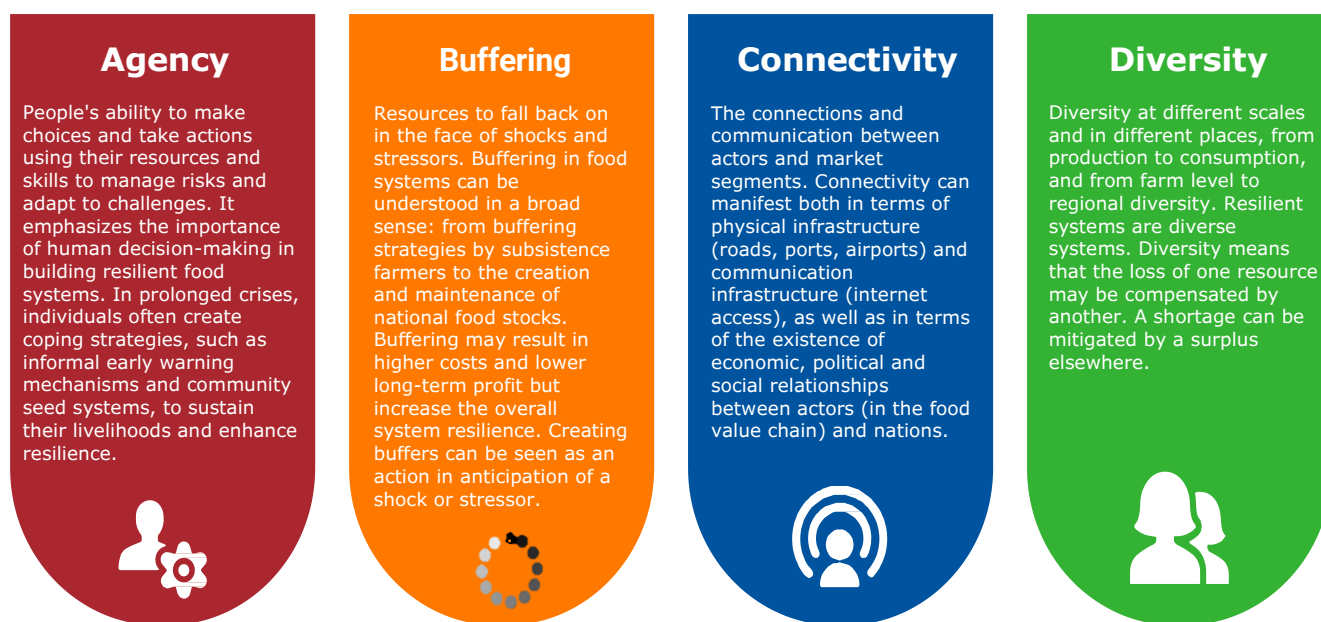 Agency
People's ability to make
choices and take actions
using their resources and
skills to manage risks and
adapt to challenges. It
emphasizes the importance
of human decision-making in
building resilient food
systems. In prolonged crises,
individuals often create
coping strategies, such as
informal early warning
mechanisms and community
seed systems, to sustain
their livelihoods and enhance
resilience.
Buffering
Resources to fall back on
in the face of shocks and
stressors. Buffering in food
systems can be
understood in a broad
sense: from buffering
strategies by subsistence
farmers to the creation
and maintenance of
national food stocks.
Buffering may result in
higher costs and lower
long-term profit but
increase the overall
system resilience. Creating
buffers can be seen as an
action in anticipation of a
shock or stressor.
Connectivity
The connections and
communication between
actors and market
segments. Connectivity can
manifest both in terms of
physical infrastructure
(roads, ports, airports) and
communication
infrastructure (internet
access), as well as in terms
of the existence of
economic, political and
social relationships
between actors (in the food
value chain) and nations.
Diversity
Diversity at different scales
and in different places, from
production to consumption,
and from farm level to
regional diversity. Resilient
systems are diverse
systems. Diversity means
that the loss of one resource
may be compensated by
another. A shortage can be
mitigated by a surplus
elsewhere.